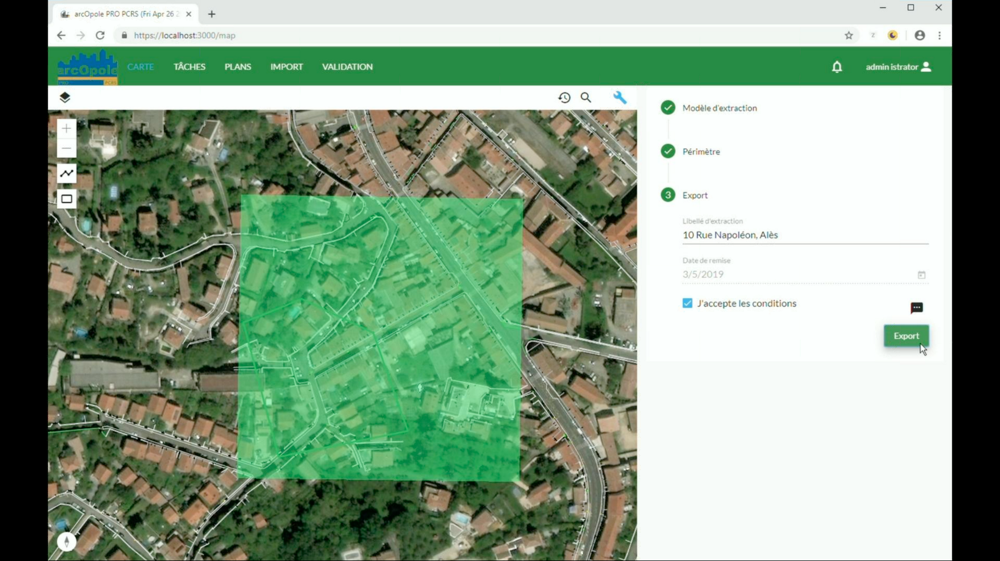 arcOpole PRO PCRS (Fri Apr 26 2
https://localhost:3000/map
Z
arcOpole
PRO PCRS
CARTE TÂCHES PLANS IMPORT VALIDATION
admin istrator
Modèle d'extraction
Périmètre
3 Export
Libellé d'extraction
10 Rue Napoléon, Alès
Date de remise
3/5/2019
J'accepte les conditions
Export